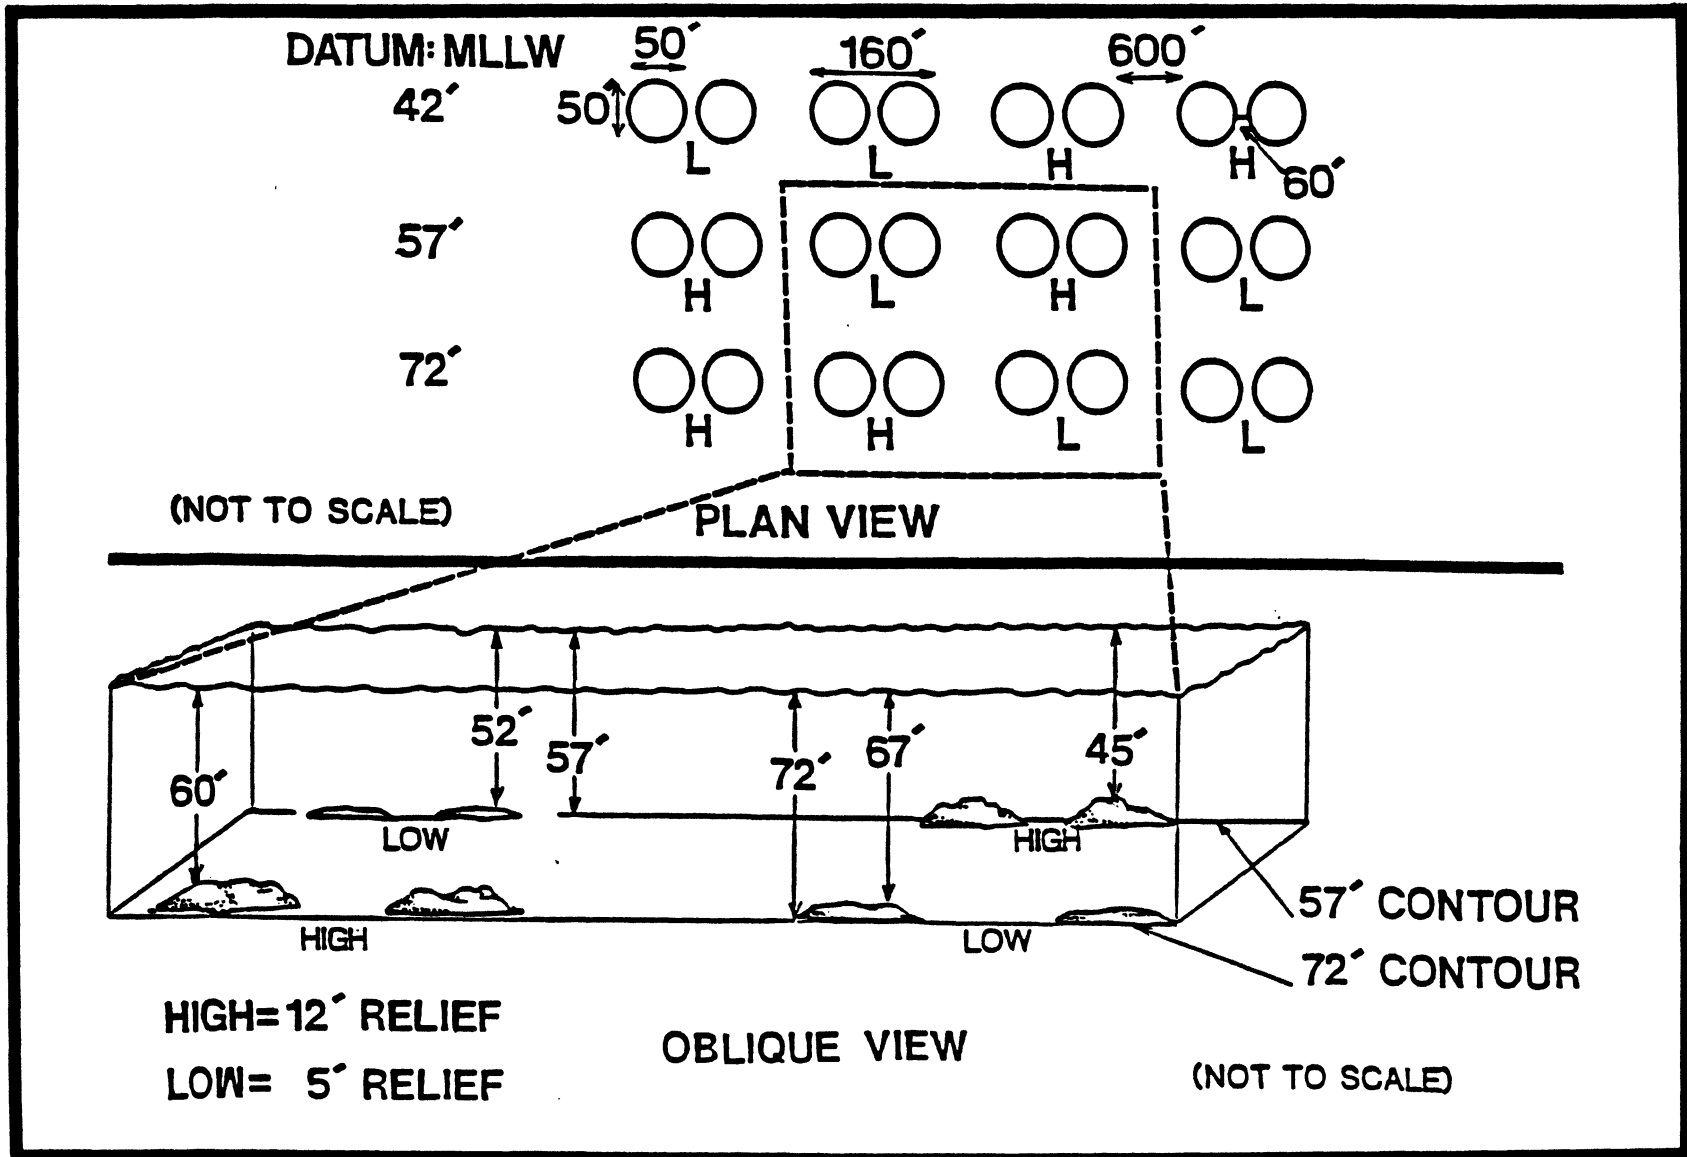 DATUM: MLLW 50′ 160′ 600′
42′ 50′
L L H H 60′
57′
H L H L
72′
H H L L
(NOT TO SCALE) PLAN VIEW
52′ 57′ 72′ 67′ 45′
60′
LOW HIGH
HIGH LOW
57′ CONTOUR
72′ CONTOUR
HIGH=12′ RELIEF
LOW= 5′ RELIEF
OBLIQUE VIEW
(NOT TO SCALE)